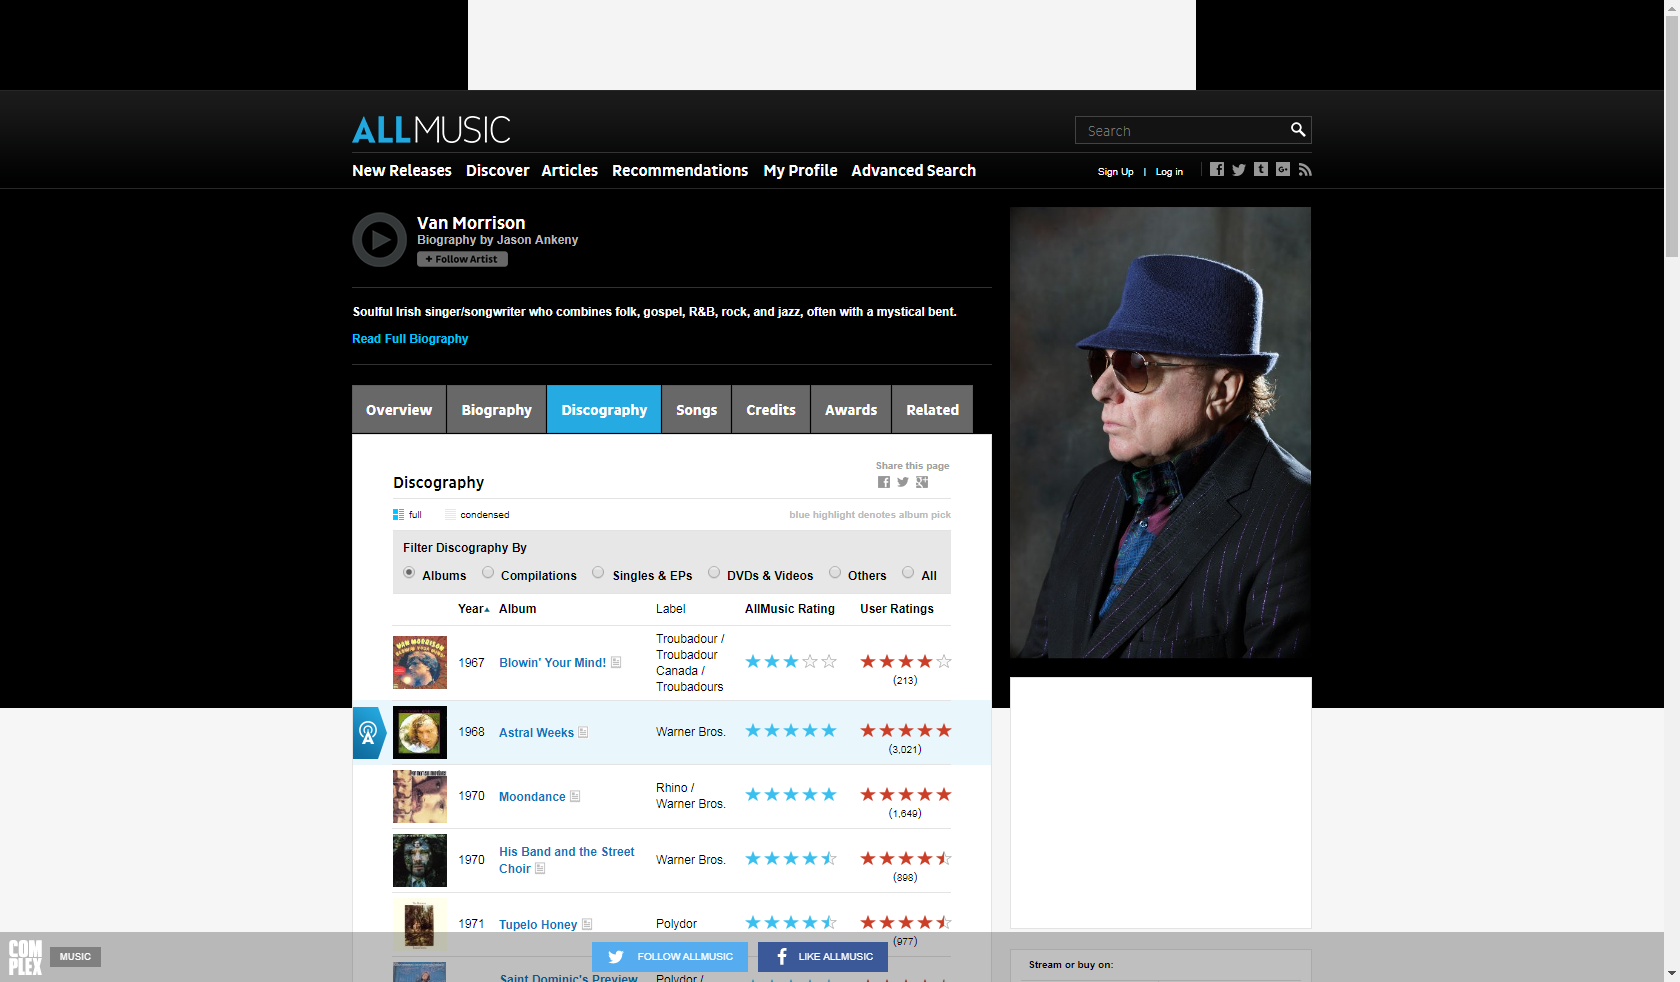 ALLMUSIC
Search
New Releases Discover Articles Recommendations My Profile Advanced Search
Sign Up | Log in
Van Morrison
Biography by Jason Ankeny
+ Follow Artist
Soulful Irish singer/songwriter who combines folk, gospel, R&B, rock, and jazz, often with a mystical bent.
Read Full Biography
Overview Biography Discography Songs Credits Awards Related
Share this page
Discography
full condensed blue highlight denotes album pick
Filter Discography By
Albums Compilations Singles & EPs DVDs & Videos Others All
Year Album Label AllMusic Rating User Ratings
VAN MORRISON
BLOWIN' YOUR MIND!
1967 Blowin' Your Mind!
Troubadour /
Troubadour
Canada /
Troubadours
(213)
1968 Astral Weeks Warner Bros.
(3,021)
1970 Moondance
Rhino /
Warner Bros.
(1,649)
1970 His Band and the Street
Choir
Warner Bros.
(898)
1971 Tupelo Honey Polydor
(977)
Saint Dominic's Preview Polydor /
COM
PLEX
MUSIC
FOLLOW ALLMUSIC
LIKE ALLMUSIC
Stream or buy on: